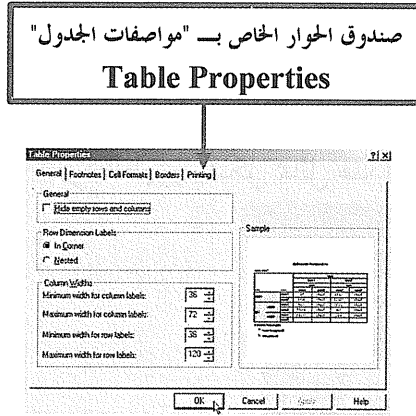 صندوق الحوار الخاص بـــ "مواصفات الجدول"
Table Properties
Table Properties
General Footnotes Cell Formats Borders Printing
General
Hide empty rows and columns
Row Dimension Labels
In Corner
Nested
Sample
Column Widths
Minimum width for column labels: 36
Maximum width for column labels: 72
Minimum width for row labels: 36
Maximum width for row labels: 120
OK Cancel Apply Help